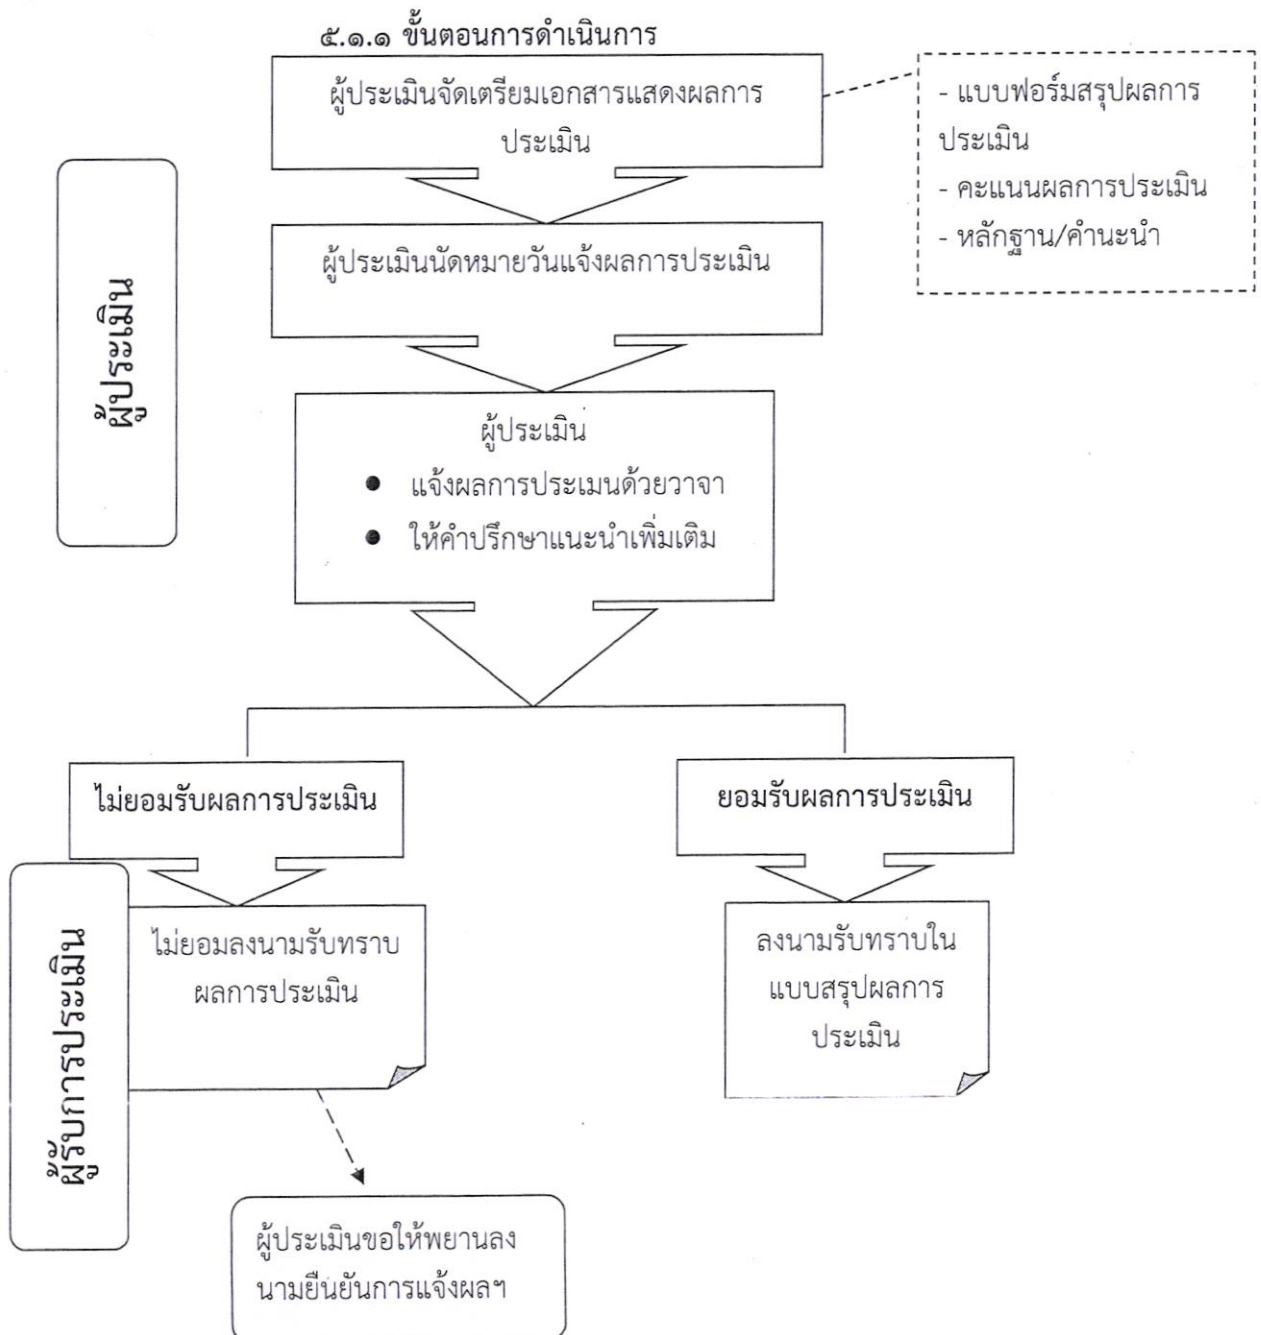 ๕.๑.๑ ขั้นตอนการดำเนินการ
ผู้ประเมินจัดเตรียมเอกสารแสดงผลการ
ประเมิน
- แบบฟอร์มสรุปผลการ
ประเมิน
- คะแนนผลการประเมิน
- หลักฐาน/คำนะนำ
ผู้ประเมิน
ผู้ประเมินนัดหมายวันแจ้งผลการประเมิน
ผู้ประเมิน
● แจ้งผลการประเมนด้วยวาจา
● ให้คำปรึกษาแนะนำเพิ่มเติม
ไม่ยอมรับผลการประเมิน
ยอมรับผลการประเมิน
ผู้รับการประเมิน
ไม่ยอมลงนามรับทราบ
ผลการประเมิน
ลงนามรับทราบใน
แบบสรุปผลการ
ประเมิน
ผู้ประเมินขอให้พยานลง
นามยืนยันการแจ้งผลฯ